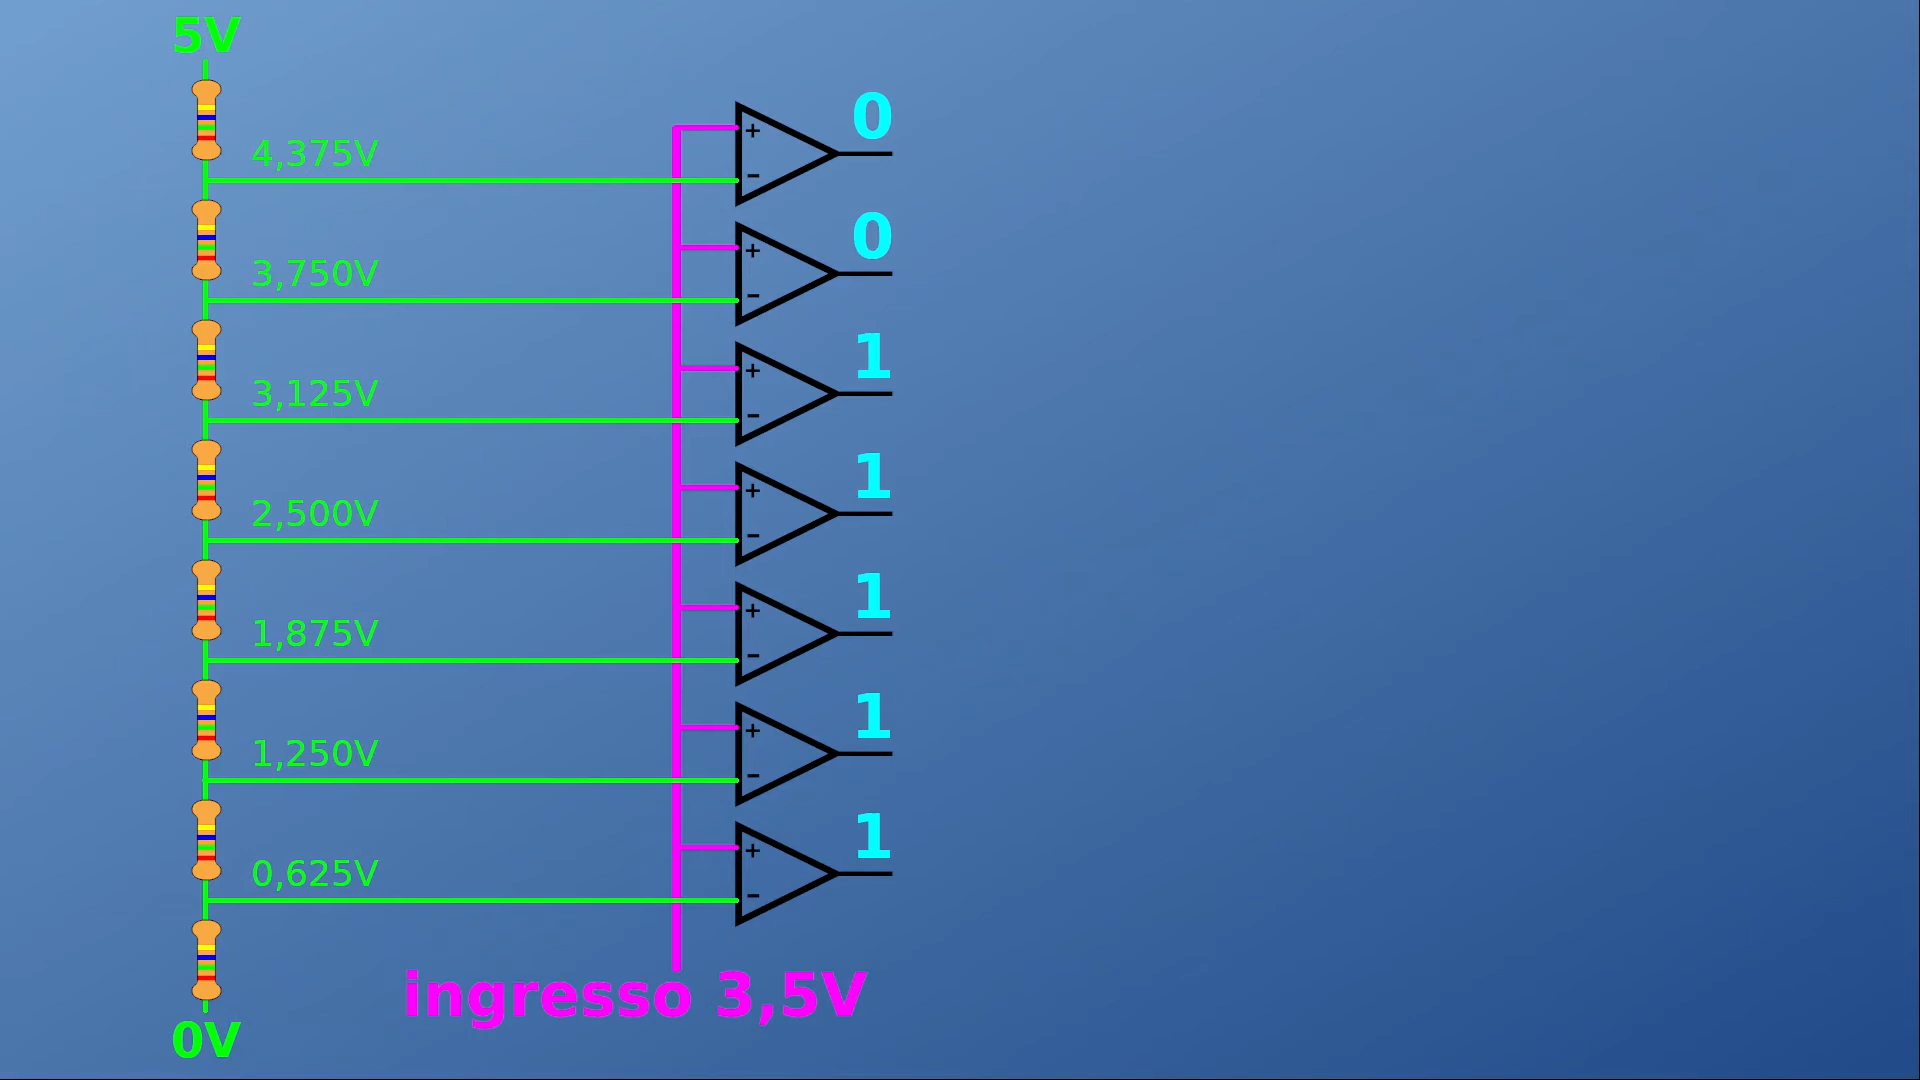 5V
0
4,375V
0
3,750V
1
3,125V
1
2,500V
1
1,875V
1
1,250V
1
0,625V
ingresso 3,5V
0V